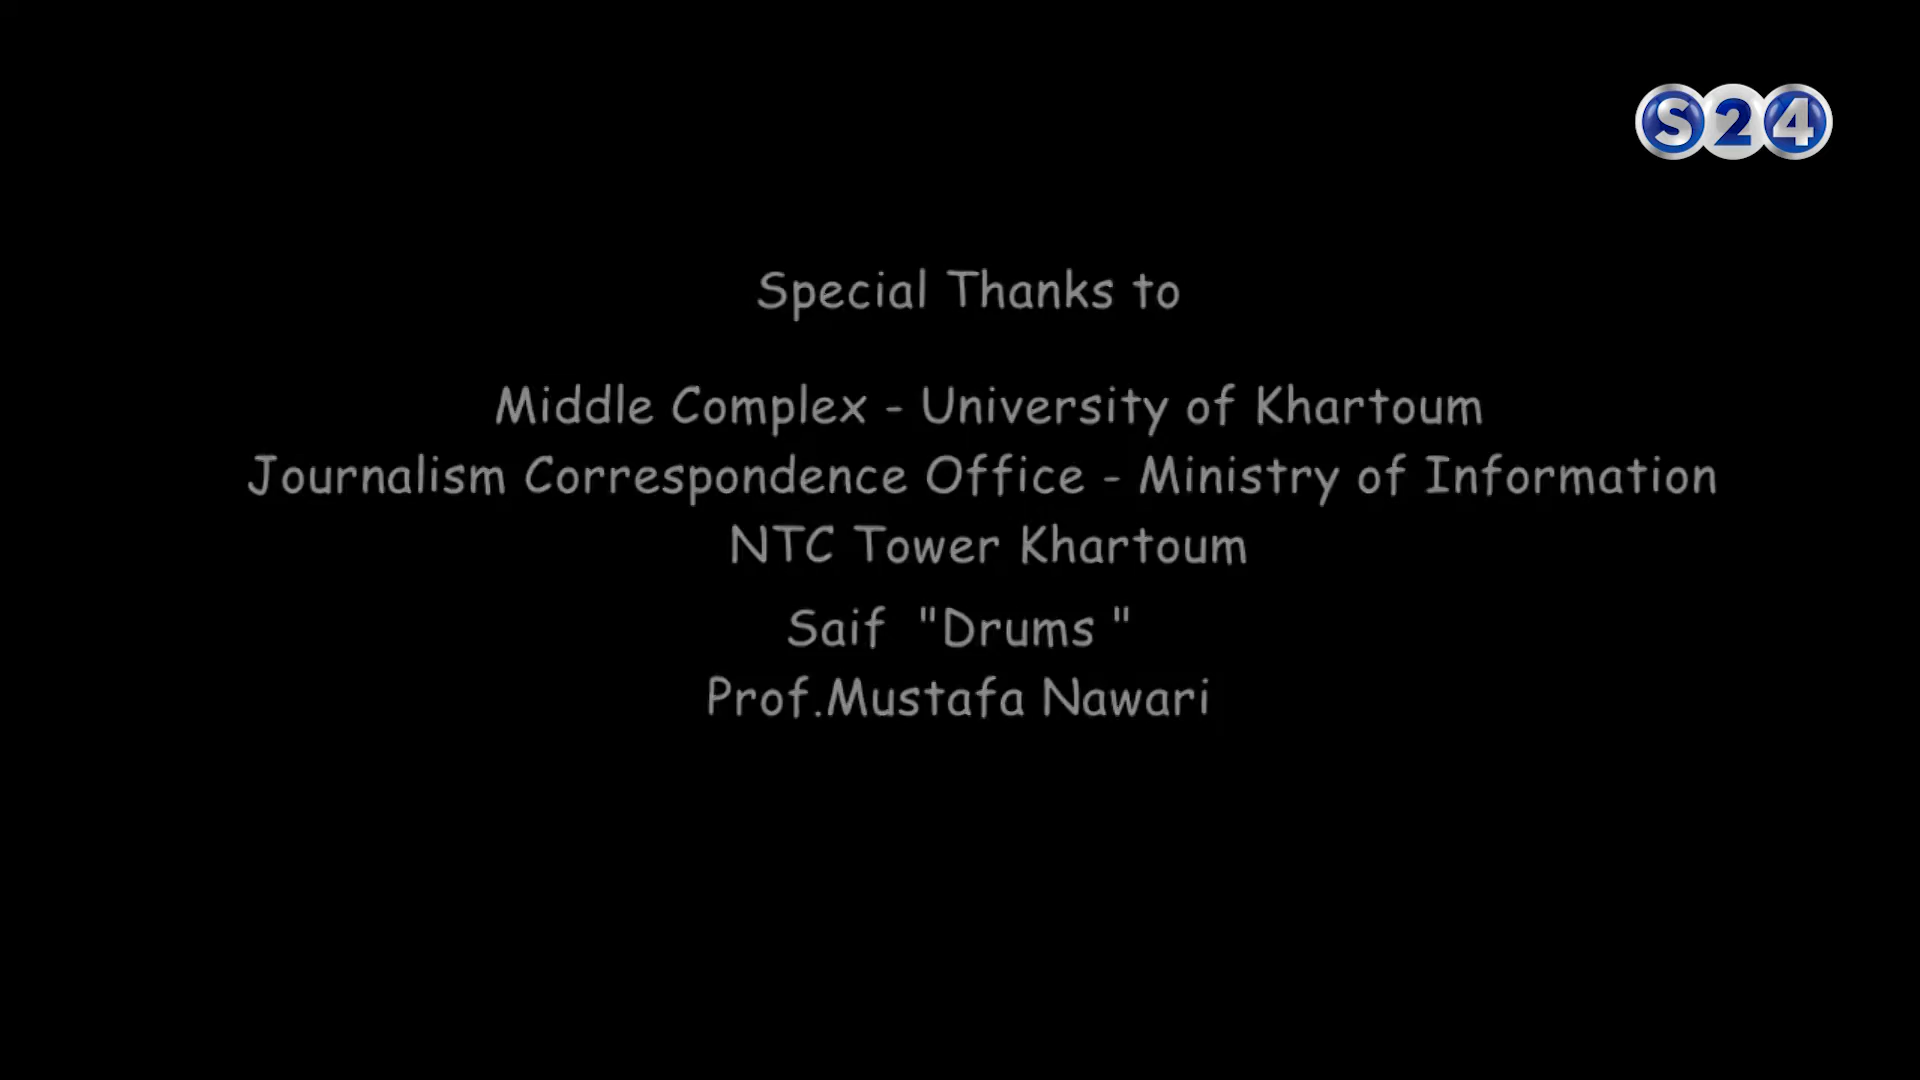 S24
Special Thanks to
Middle Complex - University of Khartoum
Journalism Correspondence Office - Ministry of Information
NTC Tower Khartoum
Saif "Drums "
Prof.Mustafa Nawari